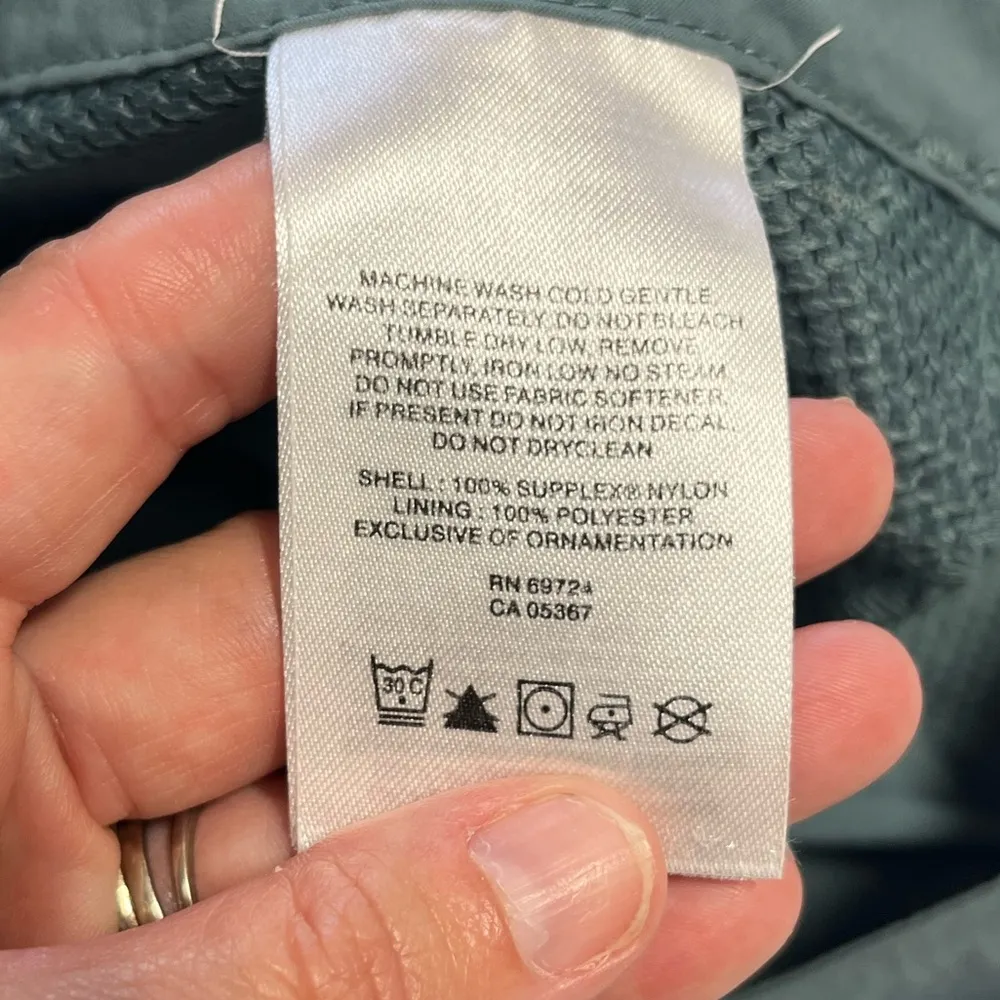 MACHINE WASH COLD GENTLE.
WASH SEPARATELY. DO NOT BLEACH
TUMBLE DRY LOW. REMOVE
PROMPTLY. IRON LOW NO STEAM.
DO NOT USE FABRIC SOFTENER.
IF PRESENT DO NOT IRON DECAL.
DO NOT DRYCLEAN
SHELL : 100% SUPPLEX® NYLON
LINING : 100% POLYESTER
EXCLUSIVE OF ORNAMENTATION
RN 69724
CA 05367
30 C